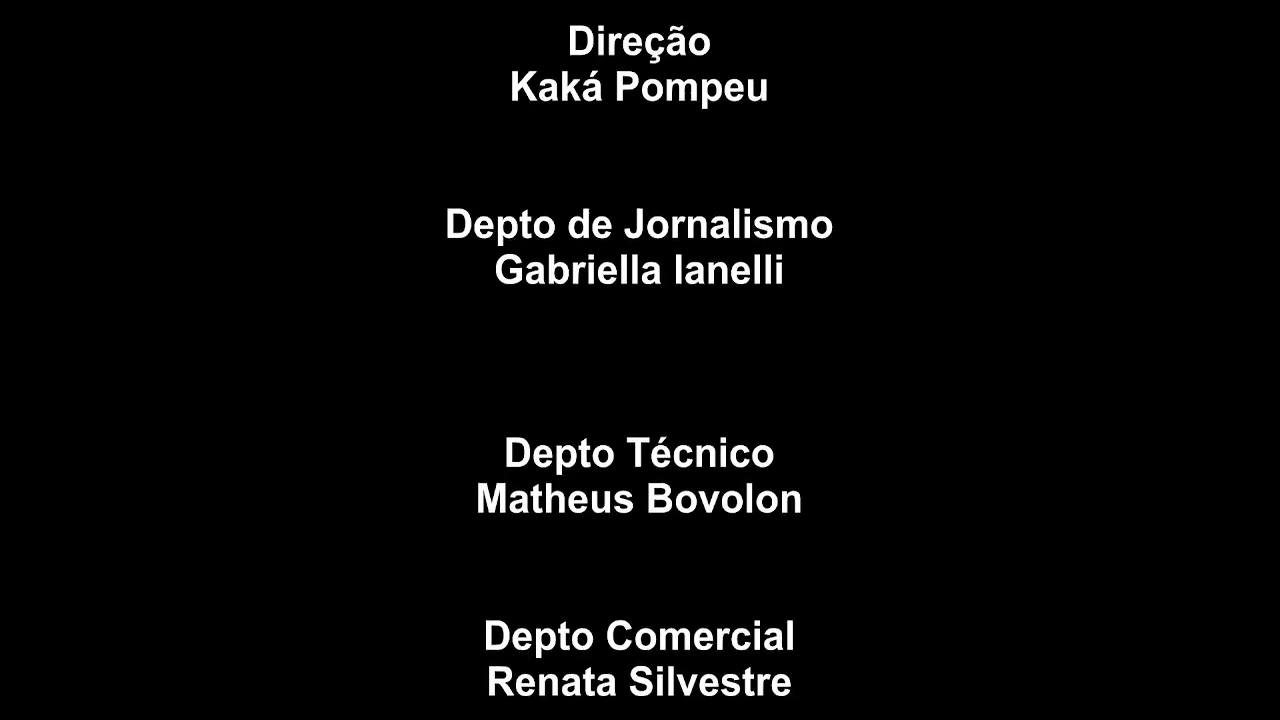 Direção
Kaká Pompeu
Depto de Jornalismo
Gabriella Ianelli
Depto Técnico
Matheus Bovolon
Depto Comercial
Renata Silvestre